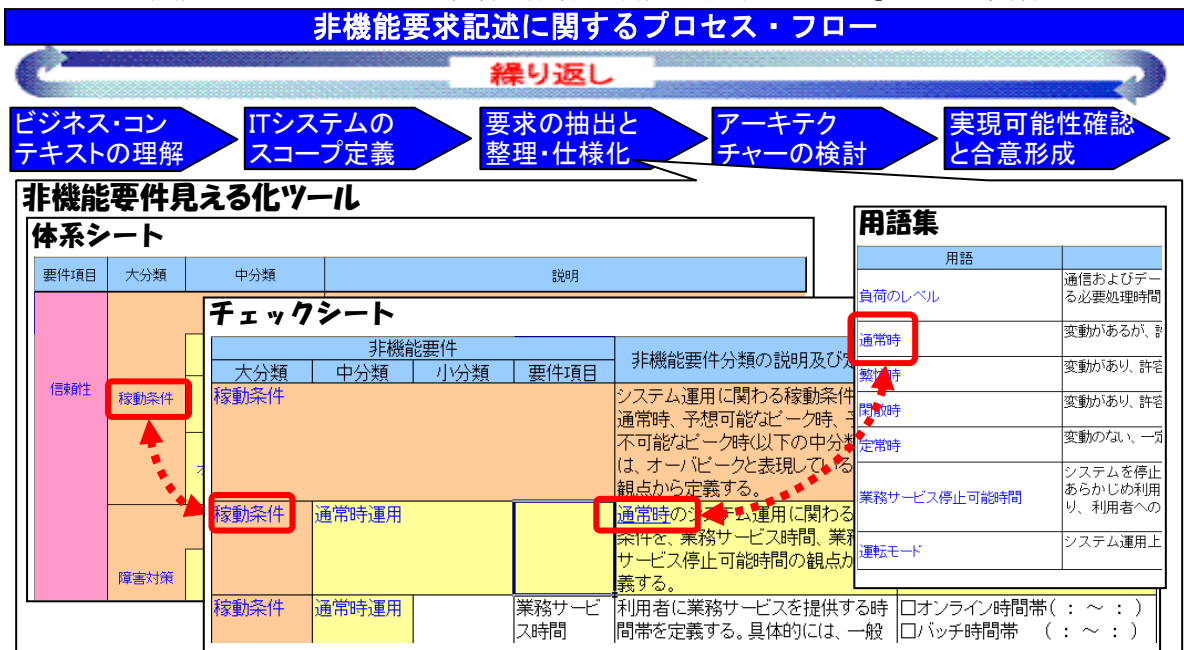 非機能要求記述に関するプロセス・フロー
繰り返し
ビジネス・コン
テキストの理解
ITシステムの
スコープ定義
要求の抽出と
整理・仕様化
アーキテク
チャーの検討
実現可能性確認
と合意形成
非機能要件見える化ツール
体系シート
要件項目 大分類 中分類 説明
信頼性
稼動条件
障害対策
チェックシート
非機能要件
大分類 中分類 小分類 要件項目
非機能要件分類の説明及び定
稼動条件
システム運用に関わる稼動条件
通常時、予想可能なピーク時、予
不可能なピーク時(以下の中分類
は、オーバピークと表現している
観点から定義する。
稼動条件 通常時運用
通常時のシステム運用に関わる
条件を、業務サービス時間、業務
サービス停止可能時間の観点か
義する。
稼動条件 通常時運用
業務サービ
ス時間
利用者に業務サービスを提供する時
間帯を定義する。具体的には、一般
□オンライン時間帯( : ~ : )
□バッチ時間帯 ( : ~ : )
用語集
用語
負荷のレベル
通信およびデー
る必要処理時間
通常時
変動があるが、
繁忙時
変動があり、許容
閑散時
変動があり、許容
定常時
変動のない、一定
業務サービス停止可能時間
システムを停止
あらかじめ利用
り、利用者への
運転モード
システム運用上